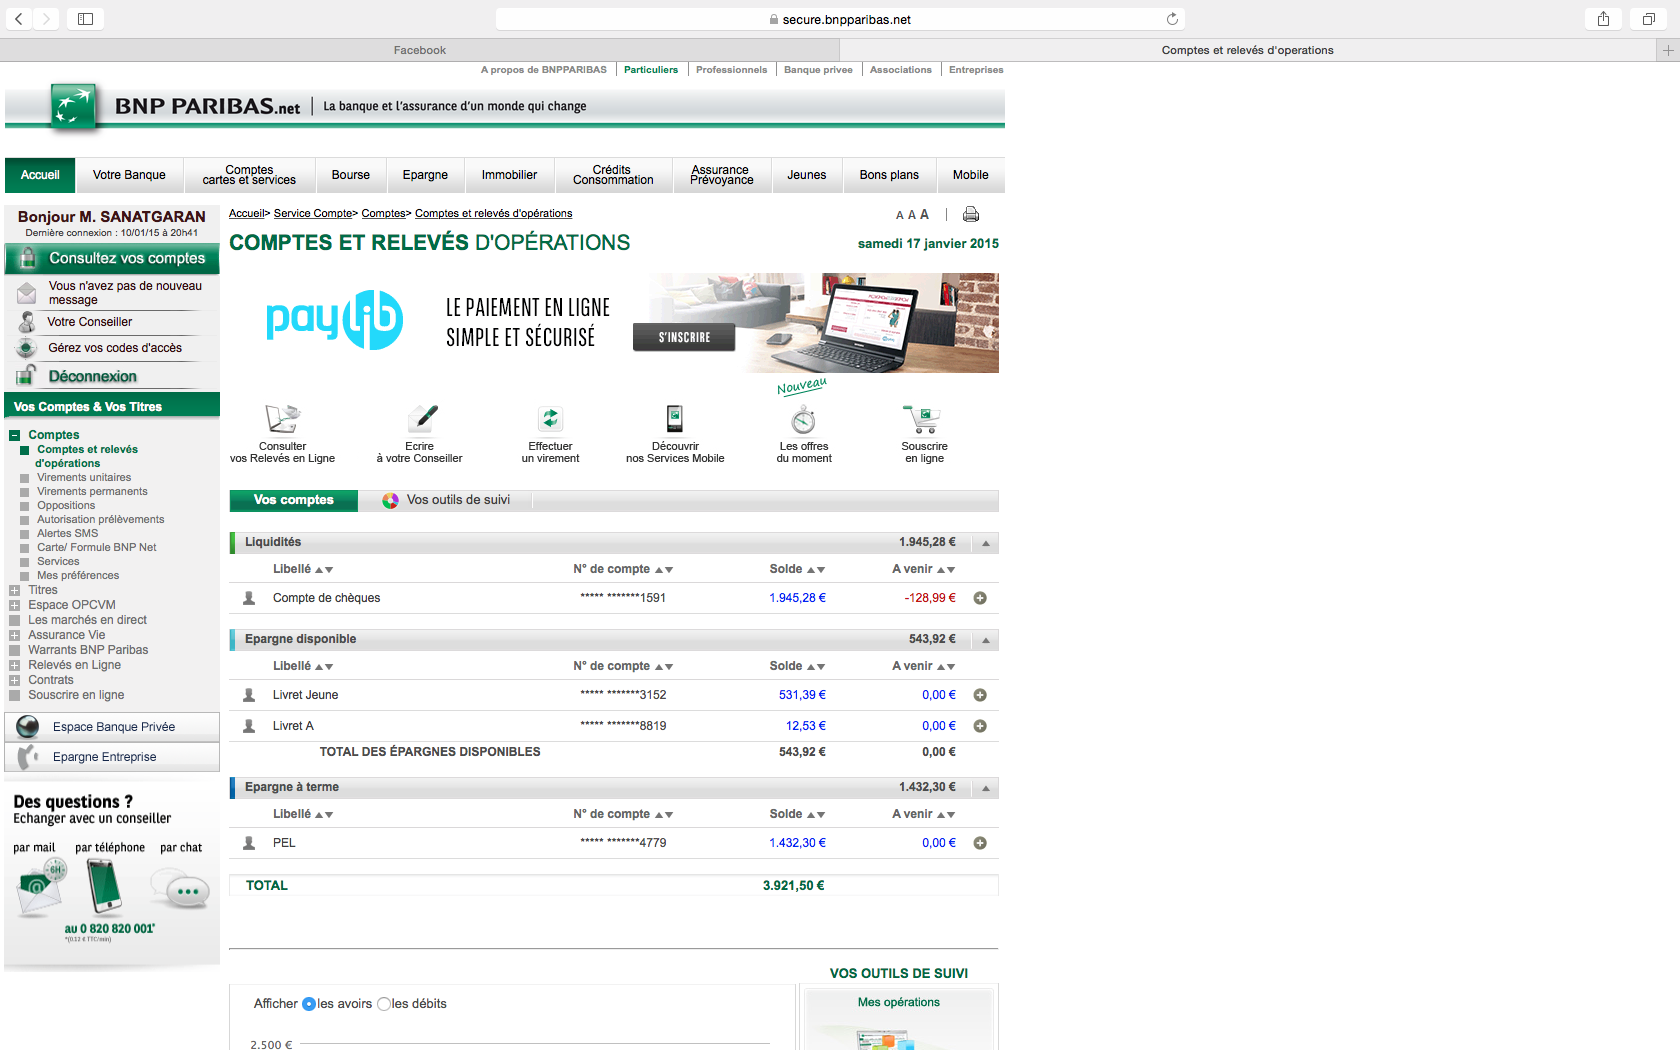 secure.bnpparibas.net
Facebook
Comptes et relevés d'operations
A propos de BNPPARIBAS
Particuliers
Professionnels
Banque privee
Associations
Entreprises
BNP PARIBAS.net
La banque et l'assurance d'un monde qui change
Accueil
Votre Banque
Comptes
cartes et services
Bourse
Epargne
Immobilier
Crédits
Consommation
Assurance
Prévoyance
Jeunes
Bons plans
Mobile
Bonjour M. SANATGARAN
Dernière connexion : 10/01/15 à 20h41
Consultez vos comptes
Vous n'avez pas de nouveau
message
Votre Conseiller
Gérez vos codes d'accès
Déconnexion
Vos Comptes & Vos Titres
Comptes
Comptes et relevés
d'opérations
Virements unitaires
Virements permanents
Oppositions
Autorisation prélèvements
Alertes SMS
Carte/ Formule BNP Net
Services
Mes préférences
Titres
Espace OPCVM
Les marchés en direct
Assurance Vie
Warrants BNP Paribas
Relevés en Ligne
Contrats
Souscrire en ligne
Espace Banque Privée
Epargne Entreprise
Des questions ?
Echanger avec un conseiller
par mail par téléphone par chat
6H
@
au 0 820 820 001*
*(0.12 € TTC/min)
Accueil> Service Compte> Comptes> Comptes et relevés d'opérations
A A A
COMPTES ET RELEVÉS D'OPÉRATIONS
samedi 17 janvier 2015
paylib
LE PAIEMENT EN LIGNE
SIMPLE ET SÉCURISÉ
S'INSCRIRE
Nouveau
Consulter
vos Relevés en Ligne
Ecrire
à votre Conseiller
Effectuer
un virement
Découvrir
nos Services Mobile
Les offres
du moment
Souscrire
en ligne
Vos comptes
Vos outils de suivi
Liquidités 1.945,28 €
Libellé N° de compte Solde A venir
Compte de chèques ***** *******1591 1.945,28 € -128,99 €
Epargne disponible 543,92 €
Libellé N° de compte Solde A venir
Livret Jeune ***** *******3152 531,39 € 0,00 €
Livret A ***** *******8819 12,53 € 0,00 €
TOTAL DES ÉPARGNES DISPONIBLES 543,92 € 0,00 €
Epargne à terme 1.432,30 €
Libellé N° de compte Solde A venir
PEL ***** *******4779 1.432,30 € 0,00 €
TOTAL 3.921,50 €
Afficher les avoirs les débits
2.500 €
VOS OUTILS DE SUIVI
Mes opérations